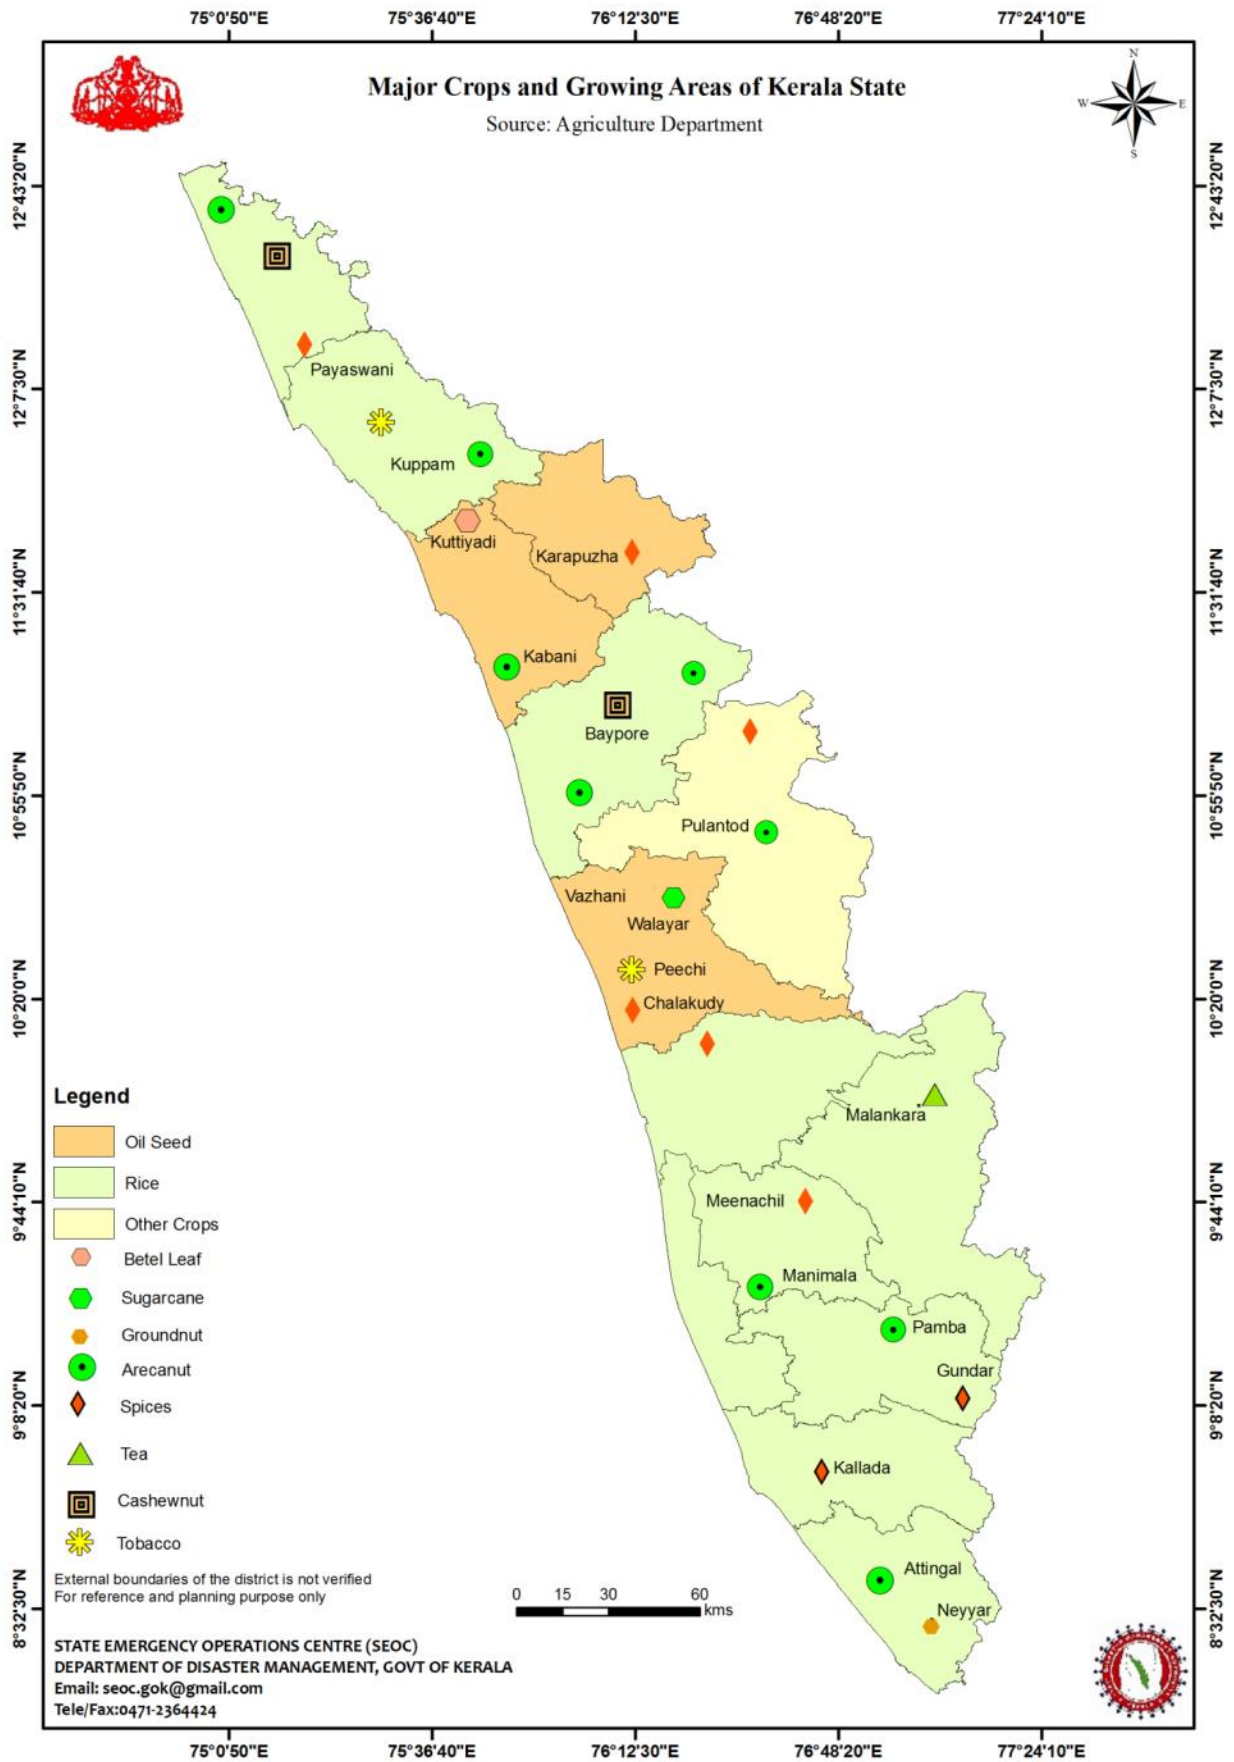 75°0'50"E 75°36'40"E 76°12'30"E 76°48'20"E 77°24'10"E
Major Crops and Growing Areas of Kerala State
Source: Agriculture Department
N
W E
S
12°43'20"N 12°43'20"N
Payaswani
12°7'30"N 12°7'30"N
Kuppam
Kuttiyadi
Karapuzha
11°31'40"N 11°31'40"N
Kabani
Baypore
10°55'50"N 10°55'50"N
Pulantod
Vazhani
Walayar
Peechi
10°20'0"N 10°20'0"N
Chalakudy
Malankara
Meenachil
9°44'10"N 9°44'10"N
Manimala
Pamba
Gundar
9°8'20"N 9°8'20"N
Kallada
Attingal
Neyyar
8°32'30"N 8°32'30"N
Legend
Oil Seed
Rice
Other Crops
Betel Leaf
Sugarcane
Groundnut
Arecanut
Spices
Tea
Cashewnut
Tobacco
External boundaries of the district is not verified
For reference and planning purpose only
0 15 30 60
kms
STATE EMERGENCY OPERATIONS CENTRE (SEOC)
DEPARTMENT OF DISASTER MANAGEMENT, GOVT OF KERALA
Email: seoc.gok@gmail.com
Tele/Fax:0471-2364424
75°0'50"E 75°36'40"E 76°12'30"E 76°48'20"E 77°24'10"E